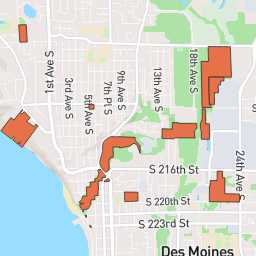 1st Ave S
3rd Ave S
5th Ave S
7th Pl S
9th Ave S
13th Ave S
18th Ave S
24th Ave S
S 216th St
S 220th St
S 223rd St
Des Moines